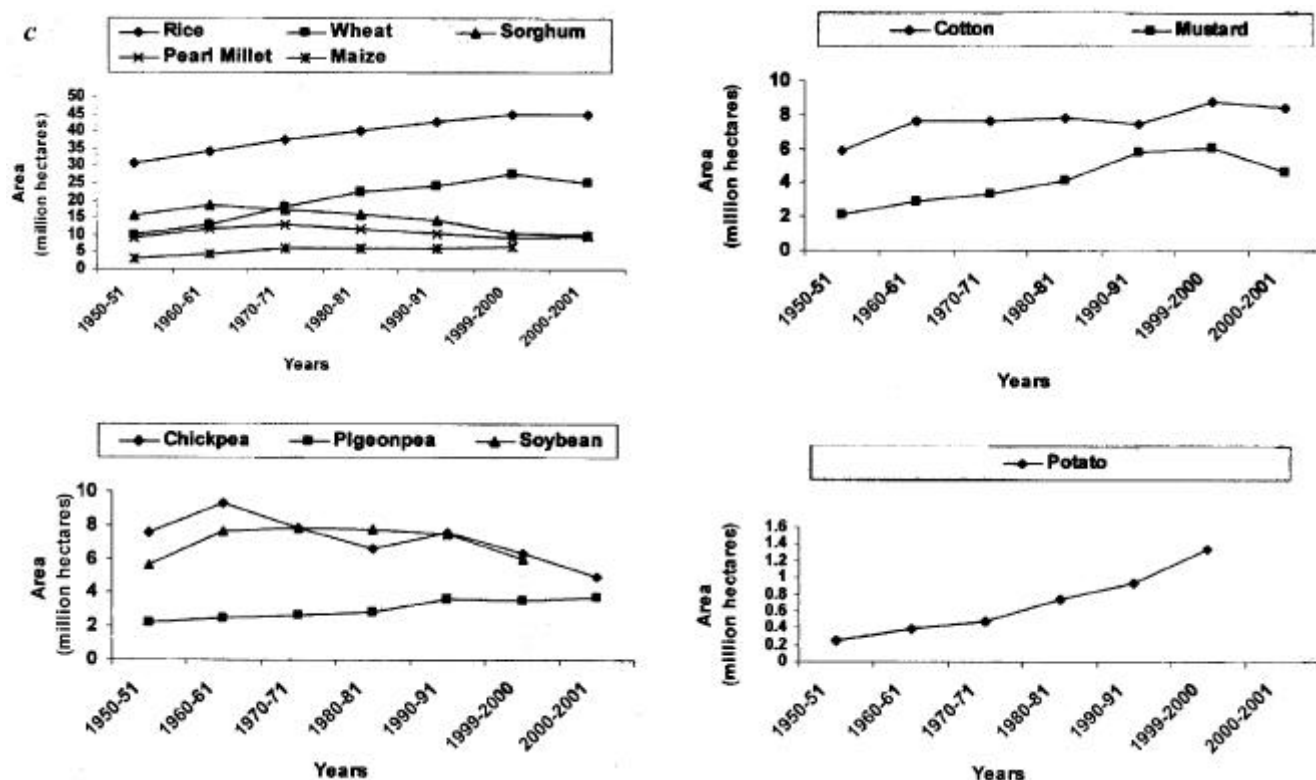 c
Rice Wheat Sorghum
Pearl Millet Maize
Area
(million hectares)
50
45
40
35
30
25
20
15
10
5
0
1950-51 1960-61 1970-71 1980-81 1990-91 1999-2000 2000-2001
Years
Cotton Mustard
Area
(million hectares)
10
8
6
4
2
0
1950-51 1960-61 1970-71 1980-81 1990-91 1999-2000 2000-2001
Years
Chickpea Pigeonpea Soybean
Area
(million hectares)
10
8
6
4
2
0
1950-51 1960-61 1970-71 1980-81 1990-91 1999-2000 2000-2001
Years
Potato
Area
(million hectares)
1.6
1.4
1.2
1
0.8
0.6
0.4
0.2
0
1950-51 1960-61 1970-71 1980-81 1990-91 1999-2000 2000-2001
Years